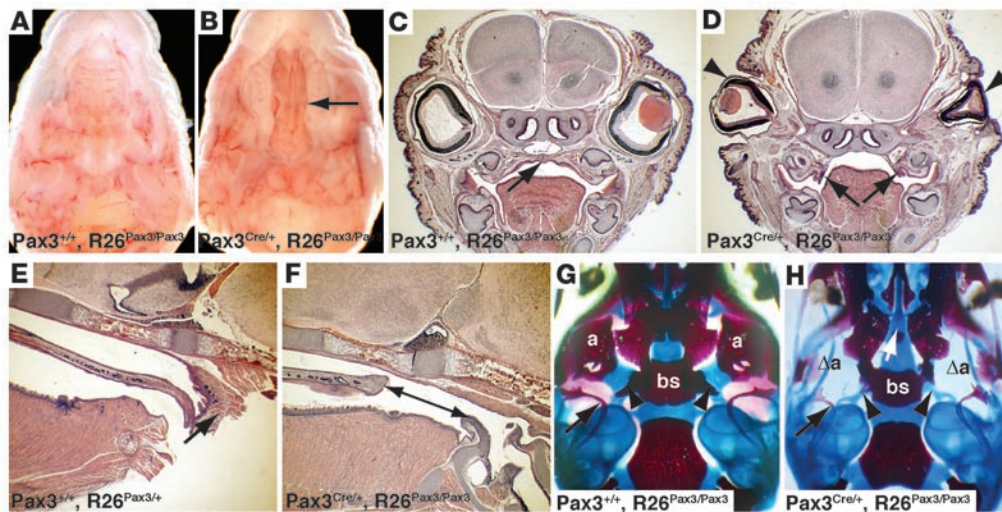 A
B
C
D
Pax3+/+, R26Pax3/Pax3
Pax3Cre/+, R26Pax3/Pax3
Pax3+/+, R26Pax3/Pax3
Pax3Cre/+, R26Pax3/Pax3
E
F
G
H
a
a
bs
Δa
Δa
bs
Pax3+/+, R26Pax3/+
Pax3Cre/+, R26Pax3/Pax3
Pax3+/+, R26Pax3/Pax3
Pax3Cre/+, R26Pax3/Pax3